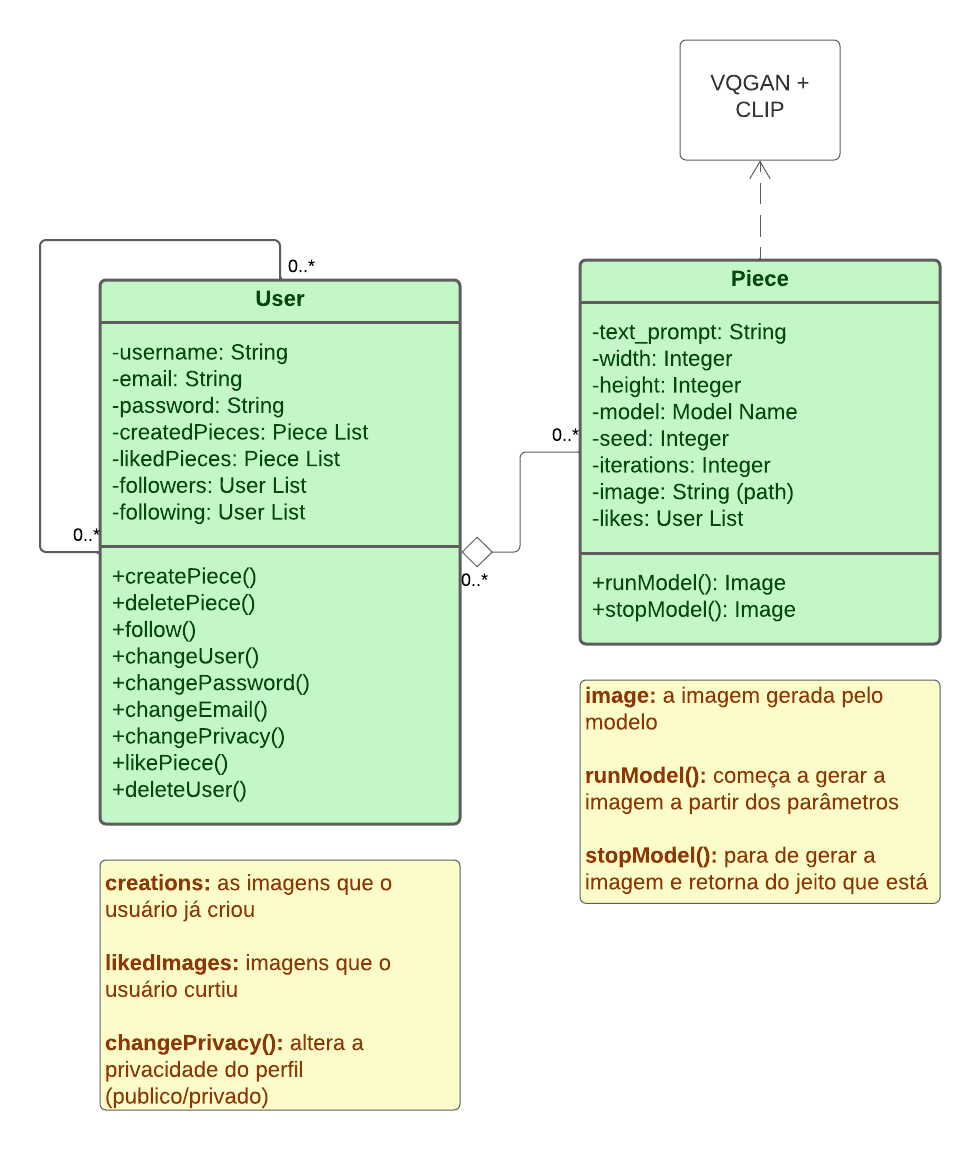 VQGAN +
CLIP
0..*
User
-username: String
-email: String
-password: String
-createdPieces: Piece List
-likedPieces: Piece List
-followers: User List
-following: User List
0..*
+createPiece()
+deletePiece()
+follow()
+changeUser()
+changePassword()
+changeEmail()
+changePrivacy()
+likePiece()
+deleteUser()
0..*
0..*
Piece
-text_prompt: String
-width: Integer
-height: Integer
-model: Model Name
-seed: Integer
-iterations: Integer
-image: String (path)
-likes: User List
+runModel(): Image
+stopModel(): Image
image: a imagem gerada pelo
modelo
runModel(): começa a gerar a
imagem a partir dos parâmetros
stopModel(): para de gerar a
imagem e retorna do jeito que está
creations: as imagens que o
usuário já criou
likedImages: imagens que o
usuário curtiu
changePrivacy(): altera a
privacidade do perfil
(publico/privado)